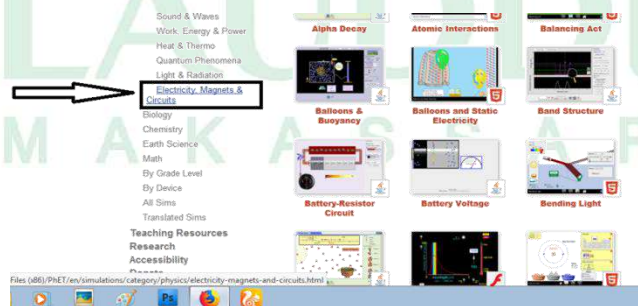 Sound & Waves
Work, Energy & Power
Heat & Thermo
Quantum Phenomena
Light & Radiation
Electricity, Magnets &
Circuits
Biology
Chemistry
Earth Science
Math
By Grade Level
By Device
All Sims
Translated Sims
Teaching Resources
Research
Accessibility
Donate
Alpha Decay
Atomic Interactions
Balancing Act
Balloons &
Buoyancy
Balloons and Static
Electricity
Band Structure
Battery-Resistor
Circuit
Battery Voltage
Bending Light
Files (x86)/PhET/en/simulations/category/physics/electricity-magnets-and-circuits.html
Ps